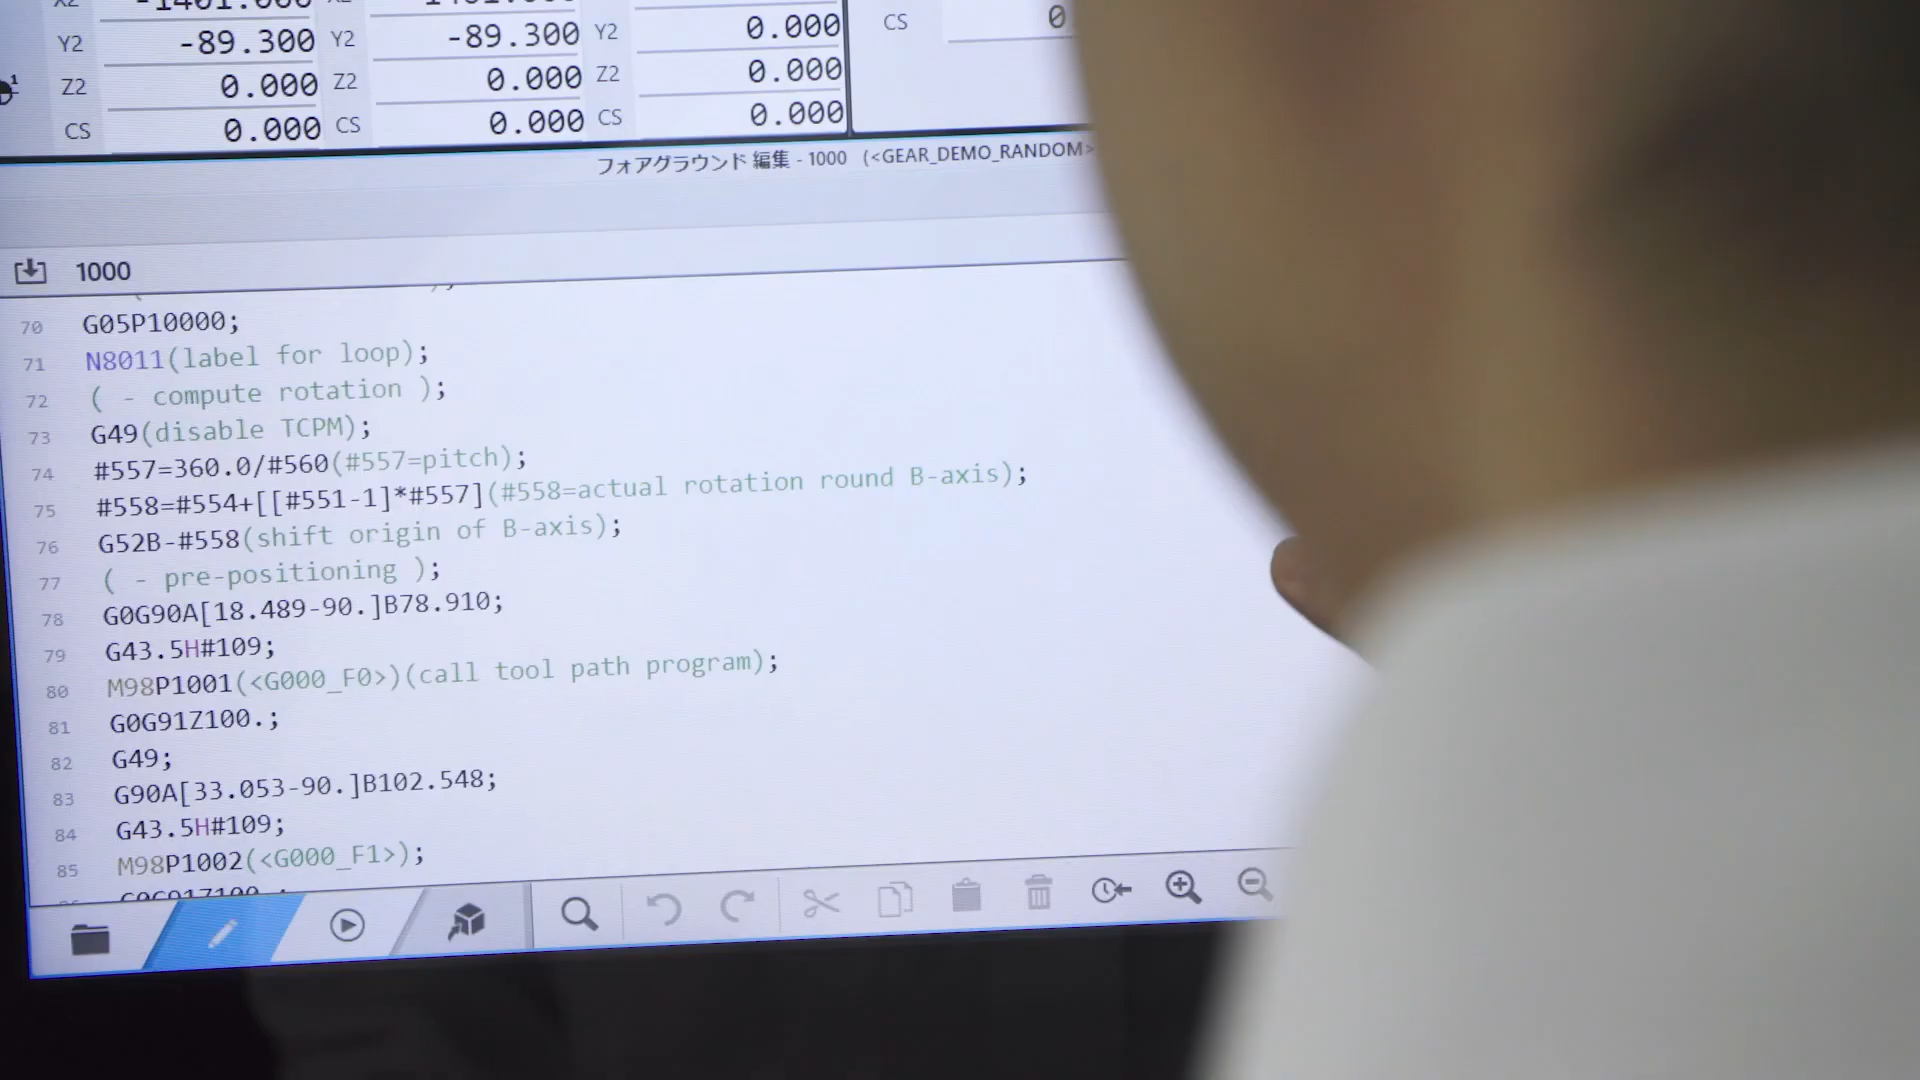 Y2 -89.300 Y2 -89.300 Y2 0.000 CS 0
Z2 0.000 Z2 0.000 Z2 0.000
CS 0.000 CS 0.000 CS 0.000
フォアグラウンド 編集 - 1000 (<GEAR_DEMO_RANDOM>
1000
70 G05P10000;
71 N8011(label for loop);
72 ( - compute rotation );
73 G49(disable TCPM);
74 #557=360.0/#560(#557=pitch);
75 #558=#554+[[#551-1]*#557](#558=actual rotation round B-axis);
76 G52B-#558(shift origin of B-axis);
77 ( - pre-positioning );
78 G0G90A[18.489-90.]B78.910;
79 G43.5H#109;
80 M98P1001(<G000_F0>)(call tool path program);
81 G0G91Z100.;
82 G49;
83 G90A[33.053-90.]B102.548;
84 G43.5H#109;
85 M98P1002(<G000_F1>);